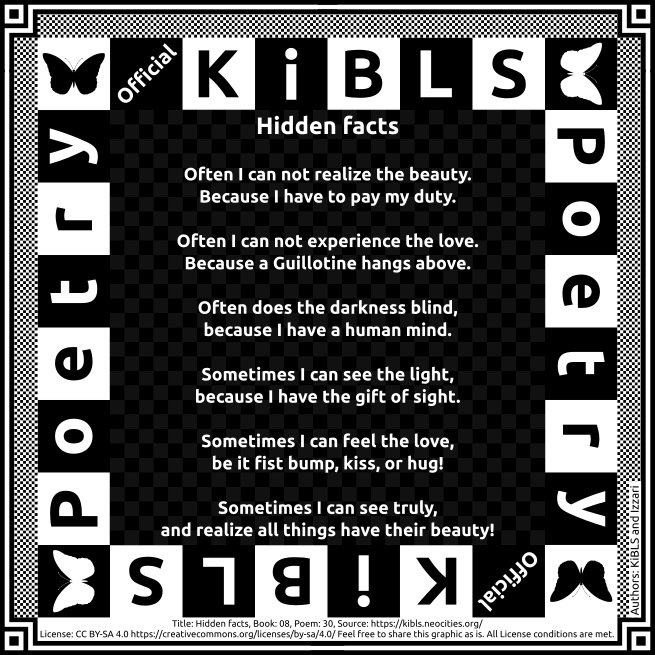 Official KiBLS
Poetry
Poetry
Hidden facts
Often I can not realize the beauty.
Because I have to pay my duty.
Often I can not experience the love.
Because a Guillotine hangs above.
Often does the darkness blind,
because I have a human mind.
Sometimes I can see the light,
because I have the gift of sight.
Sometimes I can feel the love,
be it fist bump, kiss, or hug!
Sometimes I can see truly,
and realize all things have their beauty!
Official KiBLS
Authors: KiBLS and Izzari
Title: Hidden facts, Book: 08, Poem: 30, Source: https://kibls.neocities.org/
License: CC BY-SA 4.0 https://creativecommons.org/licenses/by-sa/4.0/ Feel free to share this graphic as is. All License conditions are met.